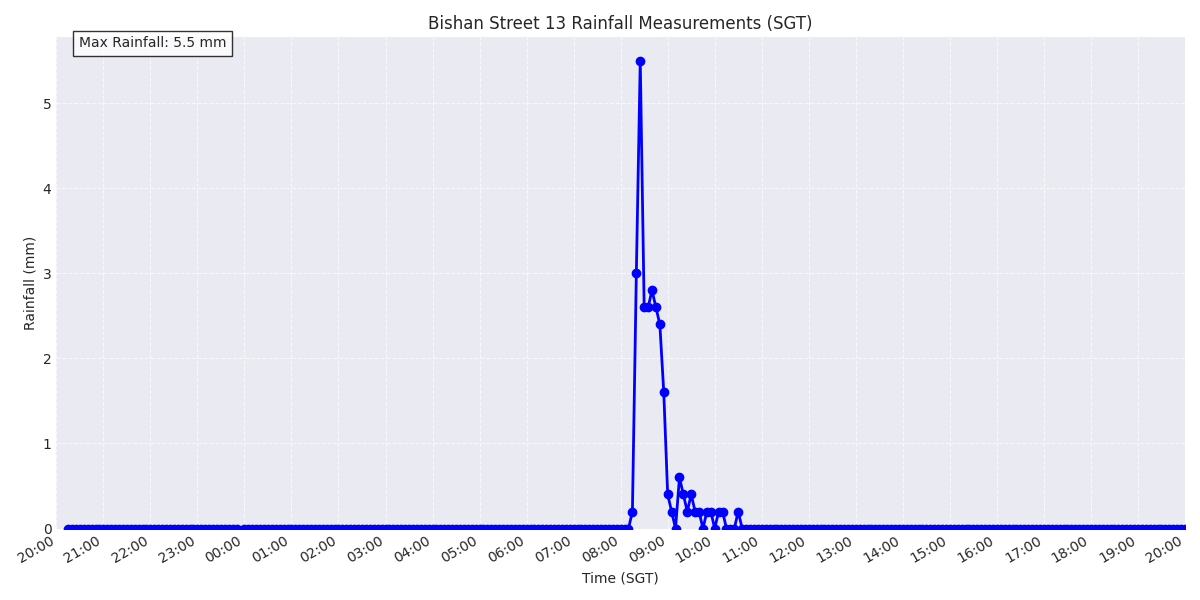 Bishan Street 13 Rainfall Measurements (SGT)
Max Rainfall: 5.5 mm
Rainfall (mm)
5
4
3
2
1
0
20:00 21:00 22:00 23:00 00:00 01:00 02:00 03:00 04:00 05:00 06:00 07:00 08:00 09:00 10:00 11:00 12:00 13:00 14:00 15:00 16:00 17:00 18:00 19:00 20:00
Time (SGT)